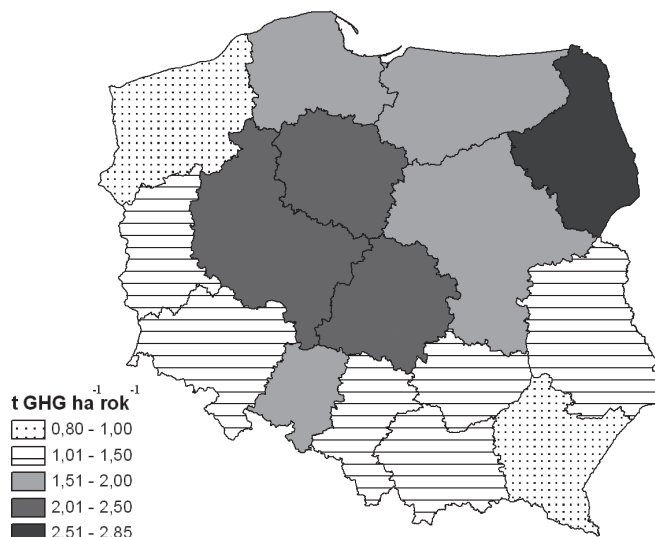 t GHG ha⁻¹ rok⁻¹
0,80 - 1,00
1,01 - 1,50
1,51 - 2,00
2,01 - 2,50
2,51 - 2,85